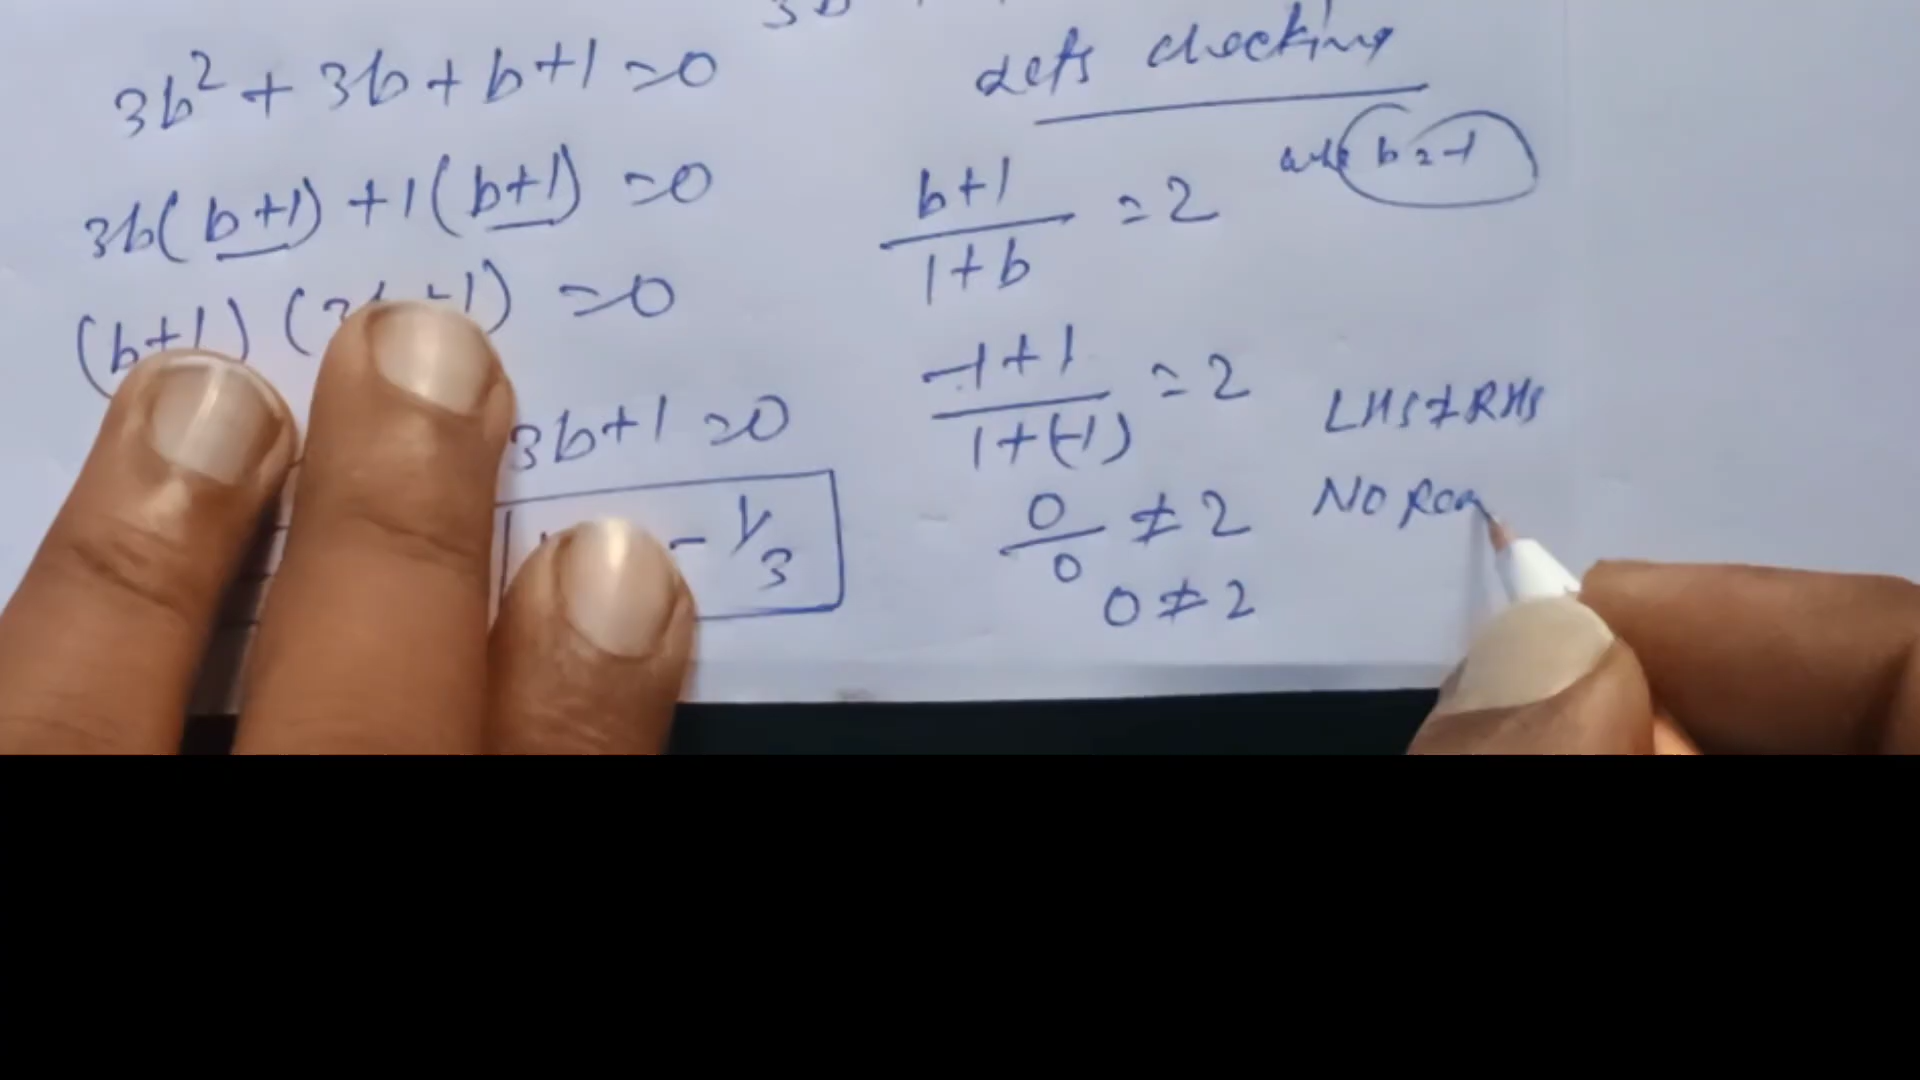 3b² + 3b + b+1 =0
3b(b+1) +1(b+1) =0
(b+1) (3b+1) =0
3b+1 =0
- 1/3
Lets checking
b=-1
b+1/1+b =2
-1+1/1+(-1) =2
0/0 ≠ 2
0 ≠ 2
LHS≠RHS
NO